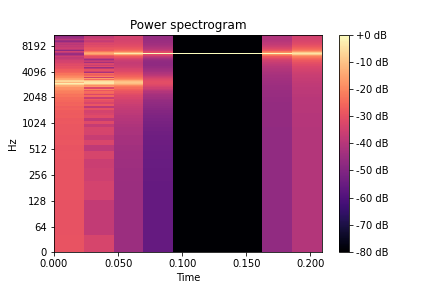 Power spectrogram
8192
4096
2048
1024
512
256
128
64
0
Hz
0.000 0.050 0.100 0.150 0.200
Time
+0 dB
-10 dB
-20 dB
-30 dB
-40 dB
-50 dB
-60 dB
-70 dB
-80 dB